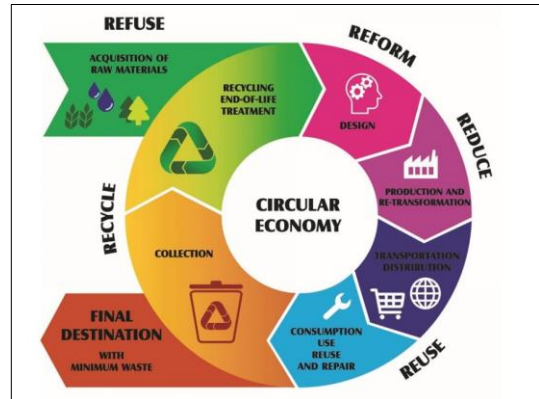 REFUSE
ACQUISITION OF
RAW MATERIALS
RECYCLING
END-OF-LIFE
TREATMENT
REFORM
DESIGN
REDUCE
PRODUCTION AND
RE-TRANSFORMATION
CIRCULAR
ECONOMY
TRANSPORTATION
DISTRIBUTION
REUSE
CONSUMPTION
USE
REUSE
AND REPAIR
RECYCLE
COLLECTION
FINAL
DESTINATION
WITH
MINIMUM WASTE